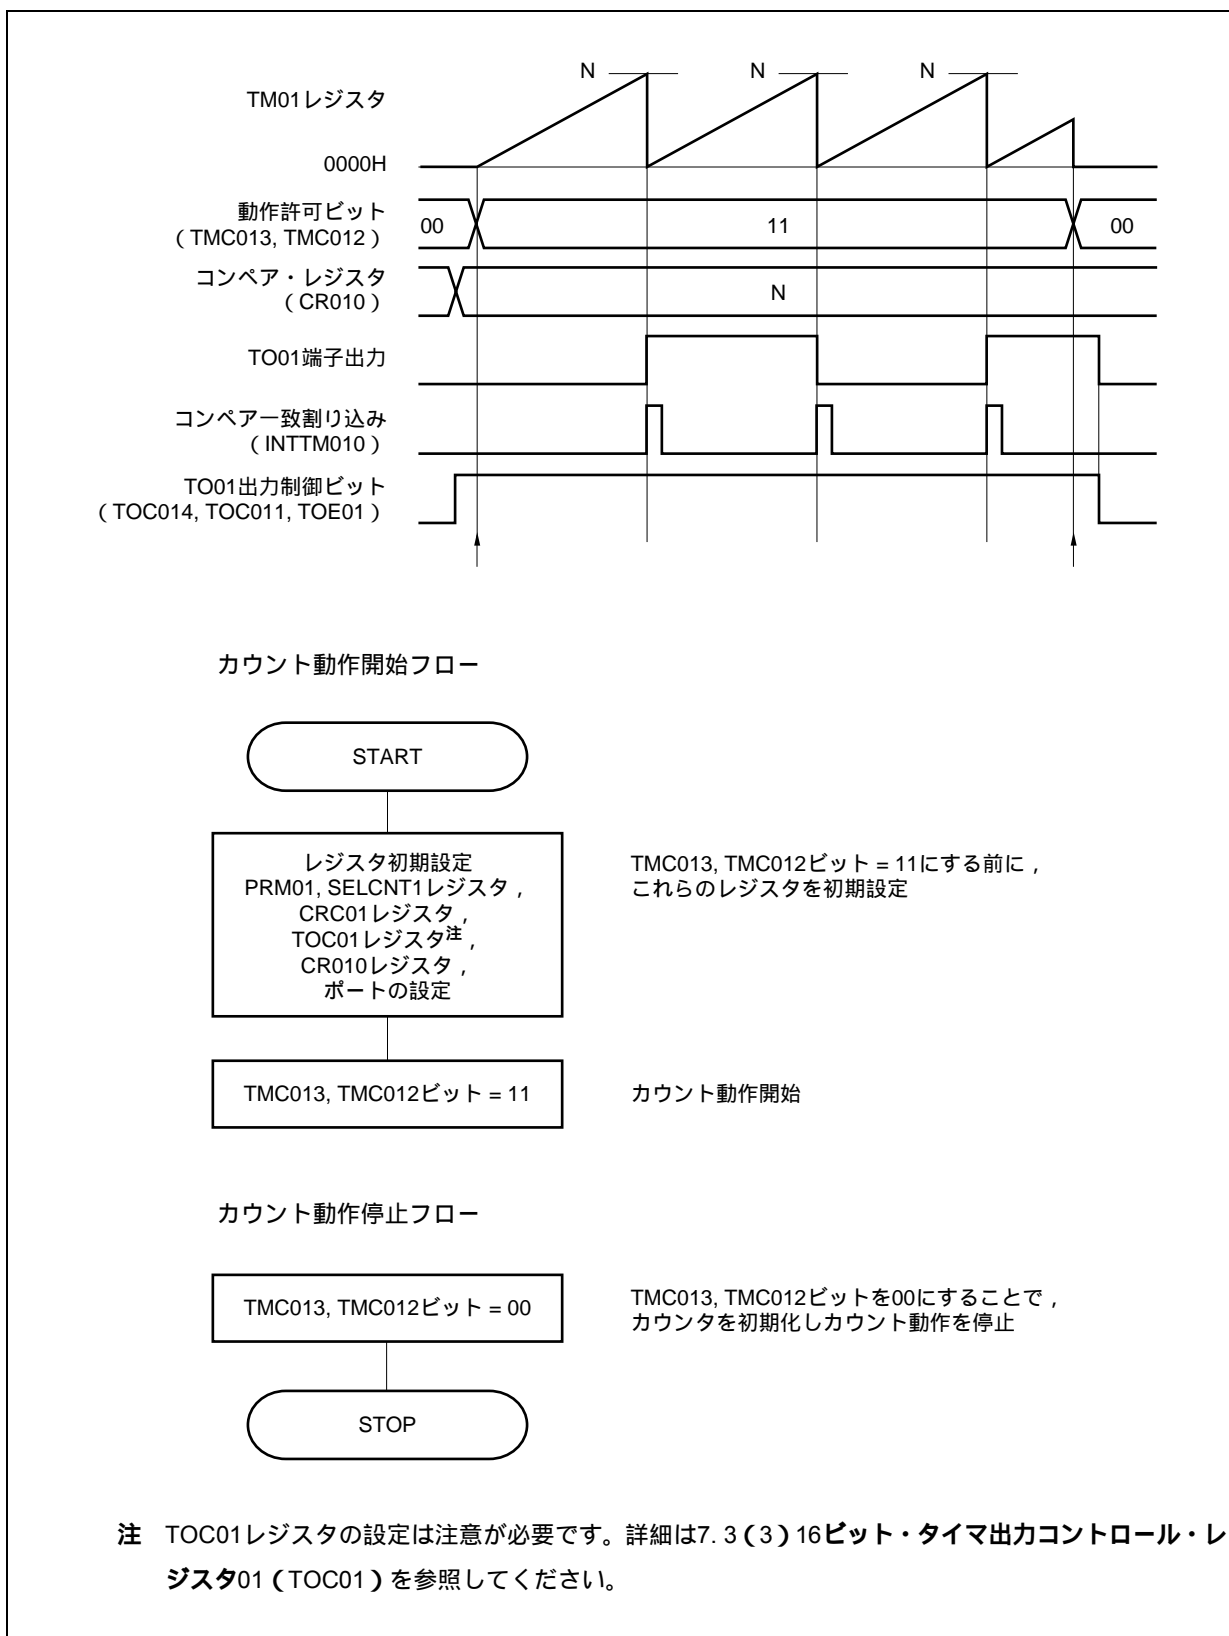 N N N
TM01レジスタ
0000H
動作許可ビット
( TMC013, TMC012 )
00 11 00
コンペア・レジスタ
( CR010 )
N
TO01端子出力
コンペア一致割り込み
( INTTM010 )
TO01出力制御ビット
( TOC014, TOC011, TOE01 )
カウント動作開始フロー
START
レジスタ初期設定
PRM01, SELCNT1レジスタ,
CRC01レジスタ,
TOC01レジスタ注,
CR010レジスタ,
ポートの設定
TMC013, TMC012ビット = 11にする前に,
これらのレジスタを初期設定
TMC013, TMC012ビット = 11
カウント動作開始
カウント動作停止フロー
TMC013, TMC012ビット = 00
TMC013, TMC012ビットを00にすることで,
カウンタを初期化しカウント動作を停止
STOP
注 TOC01レジスタの設定は注意が必要です。詳細は7. 3(3)16ビット・タイマ出力コントロール・レ
ジスタ01(TOC01)を参照してください。